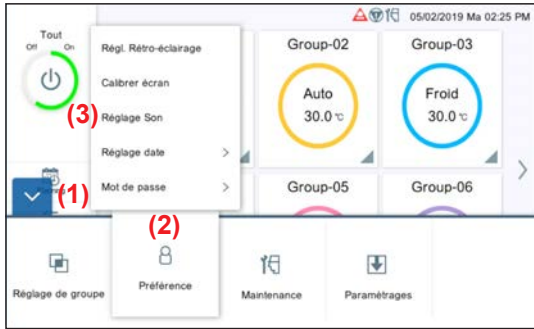 05/02/2019 Ma 02:25 PM
Tout
Off On
Régl. Rétro-éclairage
Calibrer écran
(3) Réglage Son
Réglage date >
Mot de passe >
Group-02
Auto
30.0 ℃
Group-03
Froid
30.0 ℃
(1)
Group-05
Group-06
(2)
Réglage de groupe
Préférence
Maintenance
Paramètrages